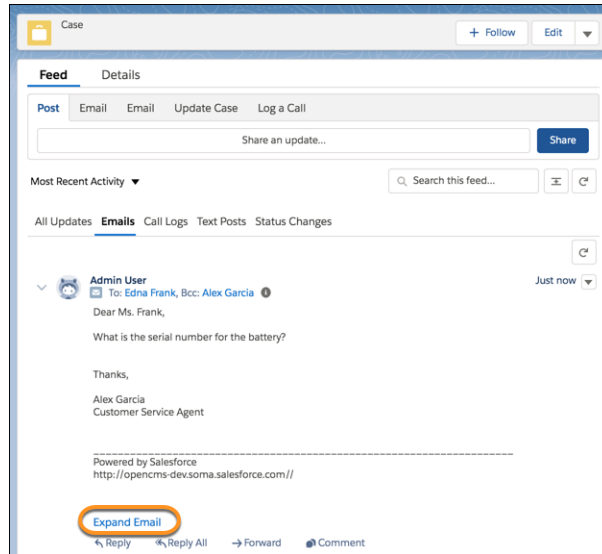 Case
+ Follow
Edit
Feed
Details
Post
Email
Email
Update Case
Log a Call
Share an update...
Share
Most Recent Activity
Search this feed...
All Updates
Emails
Call Logs
Text Posts
Status Changes
Admin User
Just now
To: Edna Frank, Bcc: Alex Garcia
Dear Ms. Frank,
What is the serial number for the battery?
Thanks,
Alex Garcia
Customer Service Agent
Powered by Salesforce
http://opencms-dev.soma.salesforce.com//
Expand Email
Reply
Reply All
Forward
Comment